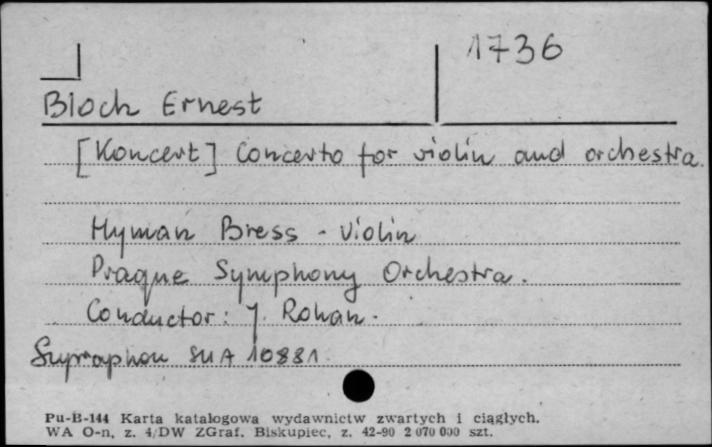 1736
Bloch Ernest
[Koncert] Concerto for violin and orchestra.
Hyman Bress - violin
Prague Symphony Orchestra.
Conductor: J. Rohan.
Supraphon SUA 10881.
Pu-B-144 Karta katalogowa wydawnictw zwartych i ciągłych.
WA O-n, z. 4/DW ZGraf. Biskupiec, z. 42-90 2 070 000 szt.